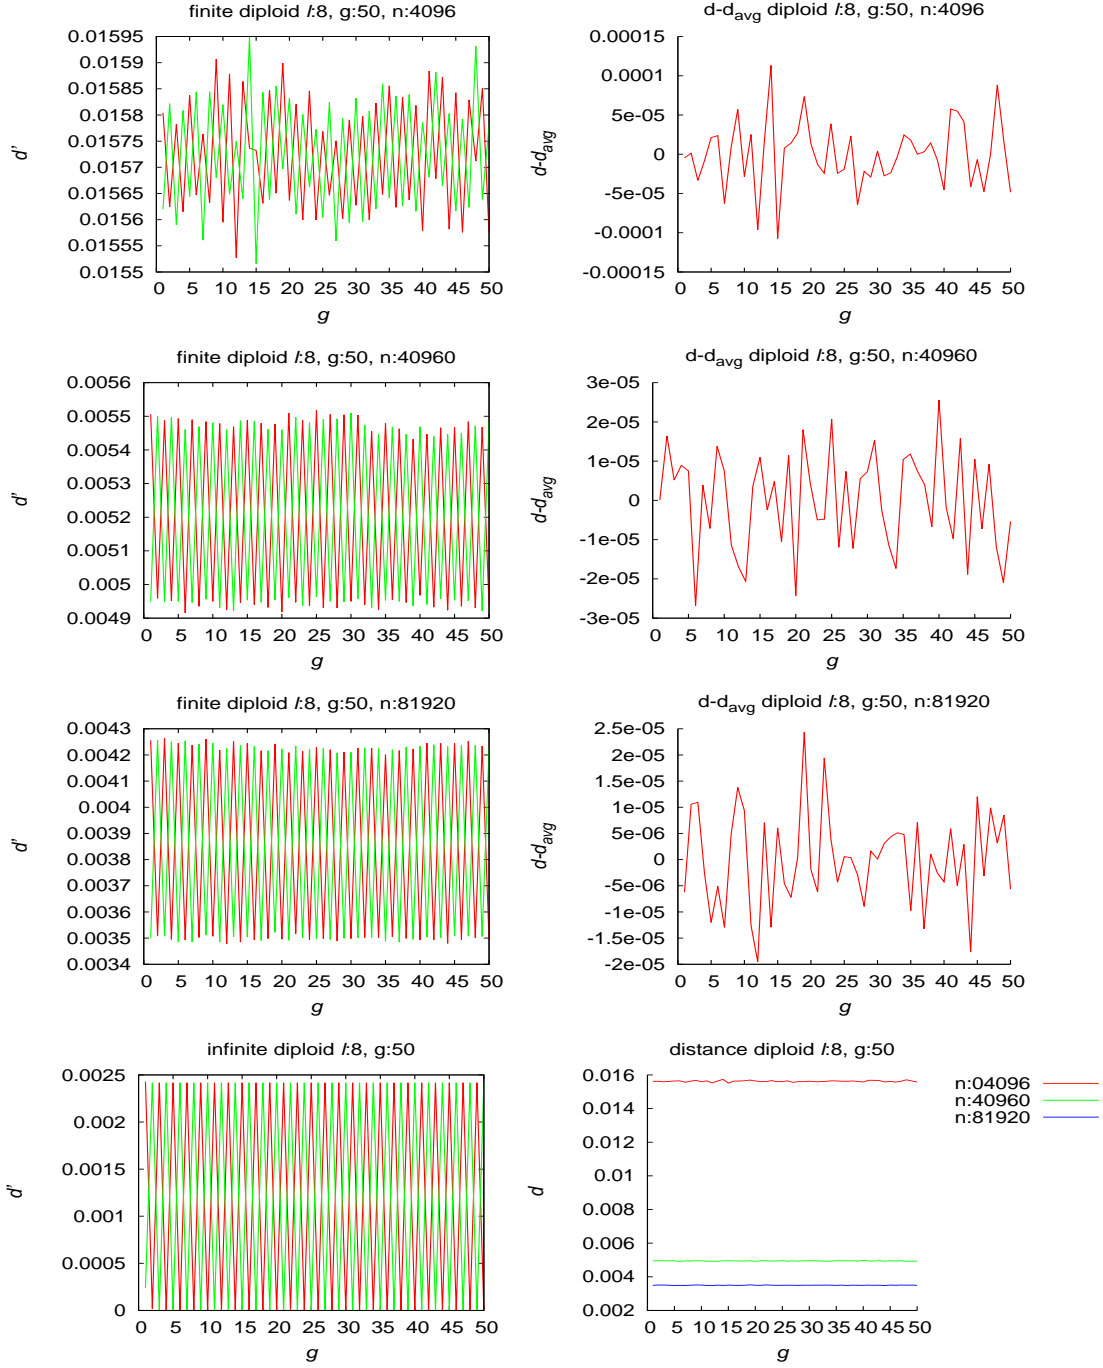 finite diploid l:8, g:50, n:4096
0.01595
0.0159
0.01585
0.0158
0.01575
0.0157
0.01565
0.0156
0.01555
0.0155
d'
0 5 10 15 20 25 30 35 40 45 50
g
d-davg diploid l:8, g:50, n:4096
0.00015
0.0001
5e-05
0
-5e-05
-0.0001
-0.00015
d-davg
0 5 10 15 20 25 30 35 40 45 50
g
finite diploid l:8, g:50, n:40960
0.0056
0.0055
0.0054
0.0053
0.0052
0.0051
0.005
0.0049
d'
0 5 10 15 20 25 30 35 40 45 50
g
d-davg diploid l:8, g:50, n:40960
3e-05
2e-05
1e-05
0
-1e-05
-2e-05
-3e-05
d-davg
0 5 10 15 20 25 30 35 40 45 50
g
finite diploid l:8, g:50, n:81920
0.0043
0.0042
0.0041
0.004
0.0039
0.0038
0.0037
0.0036
0.0035
0.0034
d'
0 5 10 15 20 25 30 35 40 45 50
g
d-davg diploid l:8, g:50, n:81920
2.5e-05
2e-05
1.5e-05
1e-05
5e-06
0
-5e-06
-1e-05
-1.5e-05
-2e-05
d-davg
0 5 10 15 20 25 30 35 40 45 50
g
infinite diploid l:8, g:50
0.0025
0.002
0.0015
0.001
0.0005
0
d'
0 5 10 15 20 25 30 35 40 45 50
g
distance diploid l:8, g:50
0.016
0.014
0.012
0.01
0.008
0.006
0.004
0.002
d
0 5 10 15 20 25 30 35 40 45 50
g
n:04096
n:40960
n:81920